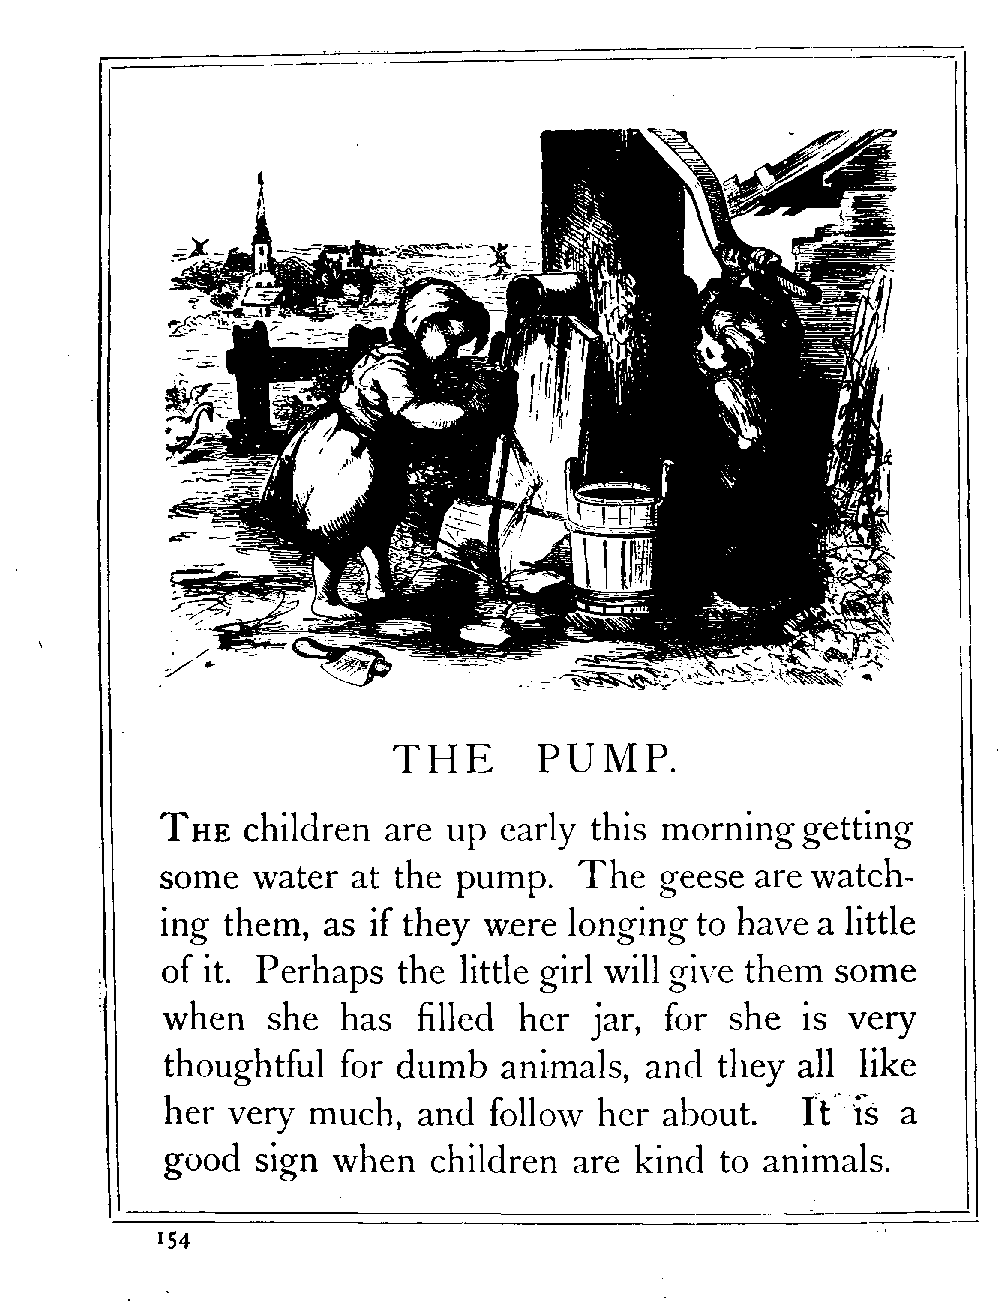 THE PUMP.
THE children are up early this morning getting
some water at the pump. The geese are watch-
ing them, as if they were longing to have a little
of it. Perhaps the little girl will give them some
when she has filled her jar, for she is very
thoughtful for dumb animals, and they all like
her very much, and follow her about. It is a
good sign when children are kind to animals.
154